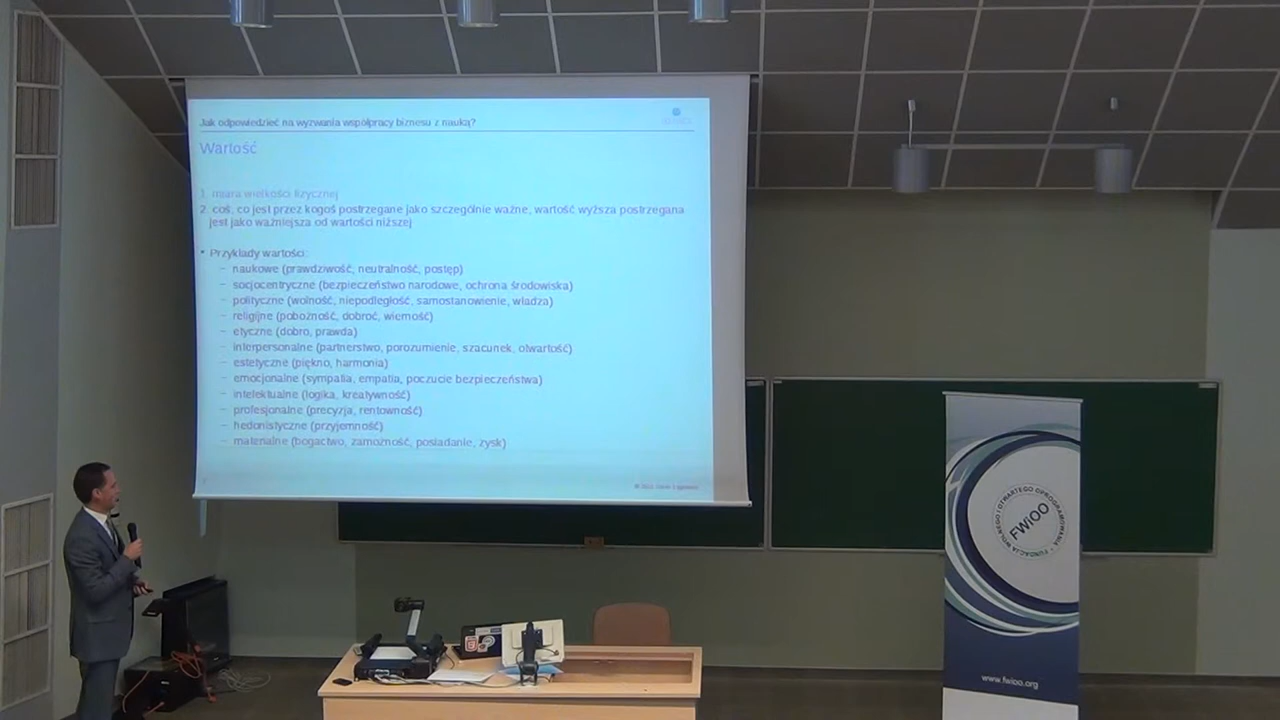 Jak odpowiedzieć na wyzwania współpracy biznesu z nauką?
Wartość
1. miara wielkości fizycznej
2. coś, co jest przez kogoś postrzegane jako szczególnie ważne, wartość wyższa postrzegana
jest jako ważniejsza od wartości niższej
• Przykłady wartości:
– naukowe (prawdziwość, neutralność, postęp)
– socjocentryczne (bezpieczeństwo narodowe, ochrona środowiska)
– polityczne (wolność, niepodległość, samostanowienie, władza)
– religijne (pobożność, dobroć, wierność)
– etyczne (dobro, prawda)
– interpersonalne (partnerstwo, porozumienie, szacunek, otwartość)
– estetyczne (piękno, harmonia)
– emocjonalne (sympatia, empatia, poczucie bezpieczeństwa)
– intelektualne (logika, kreatywność)
– profesjonalne (precyzja, rentowność)
– hedonistyczne (przyjemność)
– materialne (bogactwo, zamożność, posiadanie, zysk)
FUNDACJA WOLNEGO I OTWARTEGO OPROGRAMOWANIA •
FWiOO
www.fwioo.org